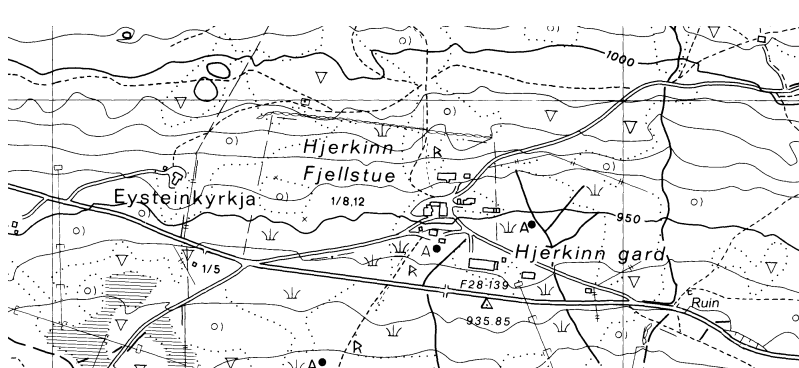 1000
Hjerkinn
Fjellstue
R
Eysteinkyrkja
1/8,12
950
A
A
Hjerkinn gard
1/5
R
F28-139
Ruin
935.85
R
A